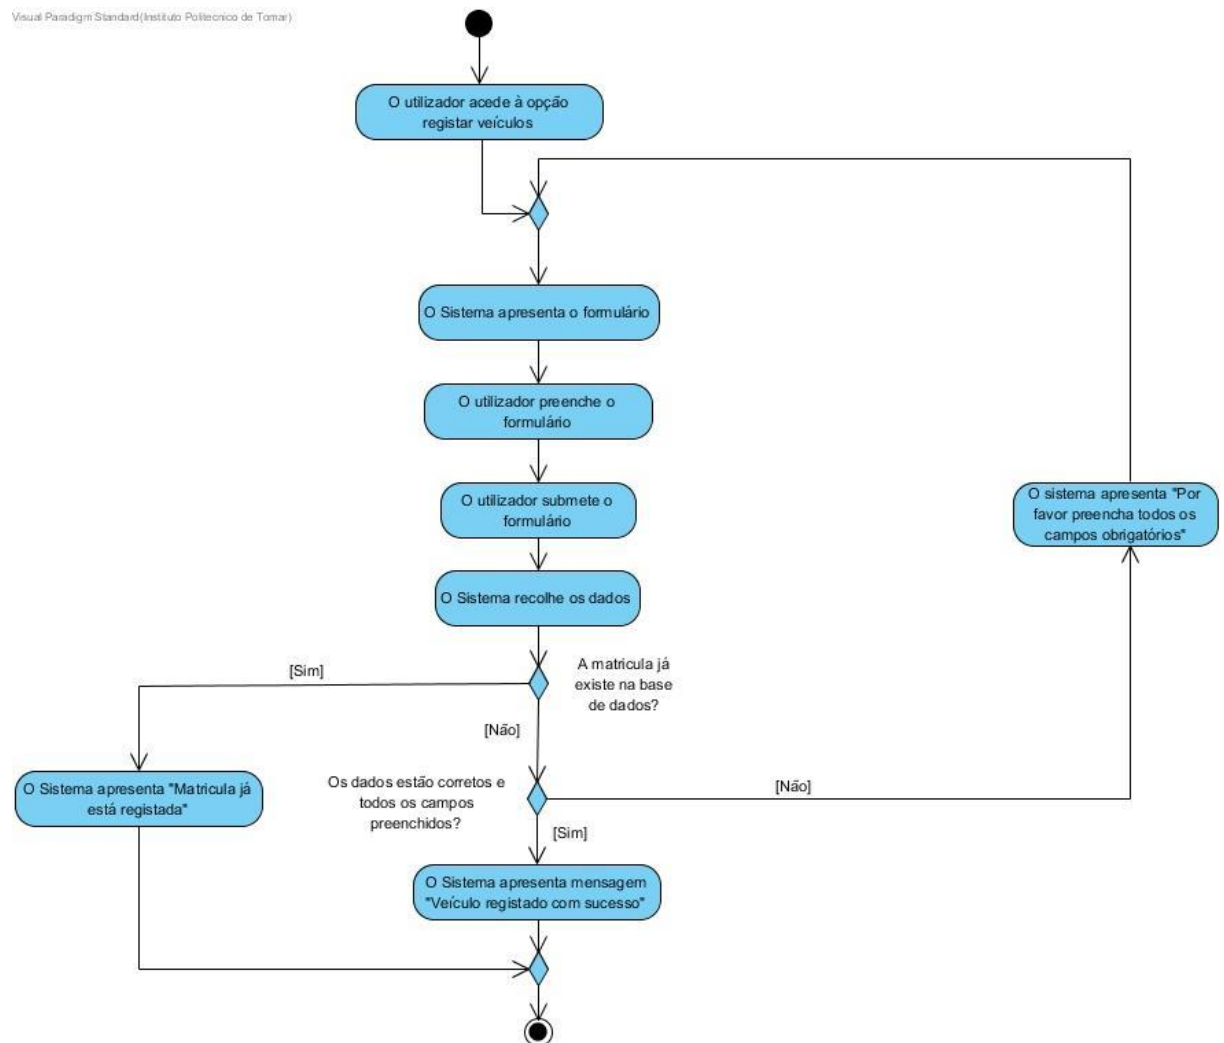 Visual Paradigm Standard(Instituto Politecnico de Tomar)
O utilizador acede à opção
registar veículos
O Sistema apresenta o formulário
O utilizador preenche o
formulário
O utilizador submete o
formulário
O sistema apresenta "Por
favor preencha todos os
campos obrigatórios"
O Sistema recolhe os dados
A matricula já
existe na base
de dados?
[Sim]
[Não]
O Sistema apresenta "Matricula já
está registada"
Os dados estão corretos e
todos os campos
preenchidos?
[Não]
[Sim]
O Sistema apresenta mensagem
"Veículo registado com sucesso"